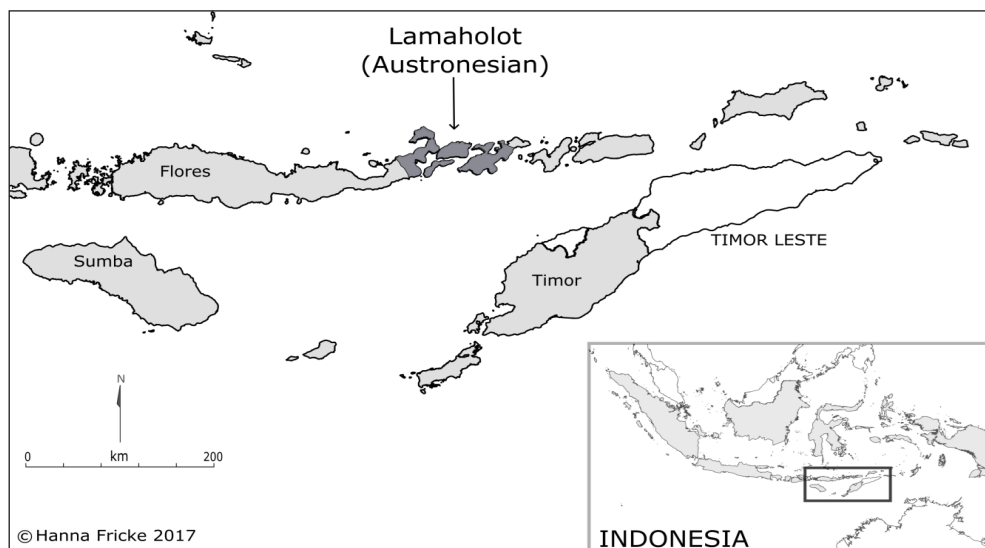 Lamaholot
(Austronesian)
Flores
Sumba
TIMOR LESTE
Timor
N
0 km 200
© Hanna Fricke 2017
INDONESIA